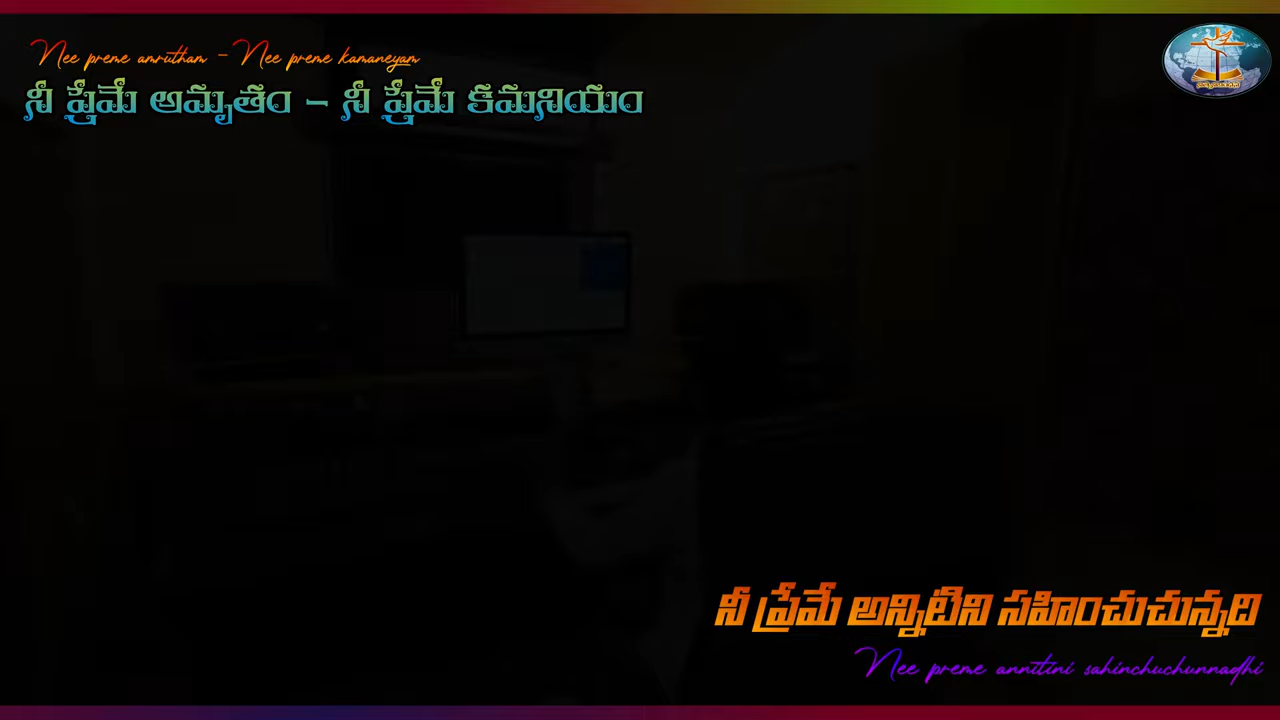 Nee preme amrutham - Nee preme kamaneyam
నీ ప్రేమే అమృతం - నీ ప్రేమే కమనియం
నీ ప్రేమే అన్నిటిని సహించుచున్నది
Nee preme annitini sahinchuchunnadhi